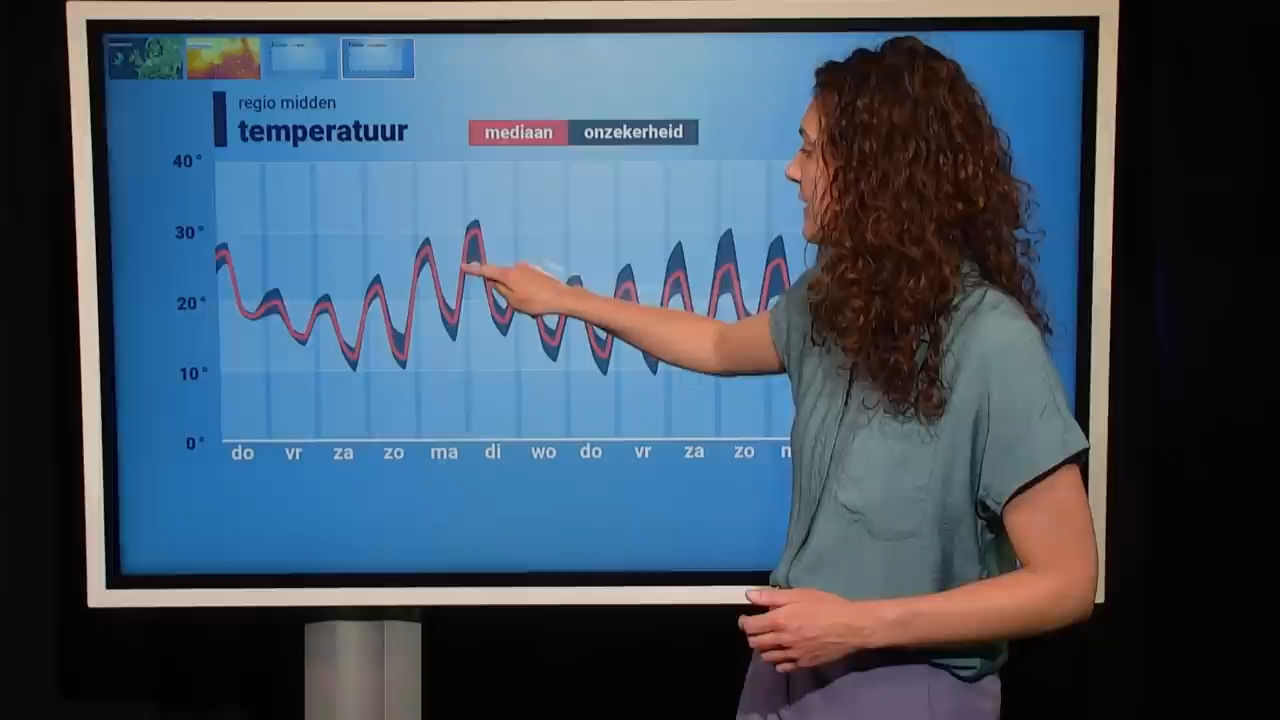 regio midden
temperatuur
mediaan onzekerheid
40°
30°
20°
10°
0°
do vr za zo ma di wo do vr za zo